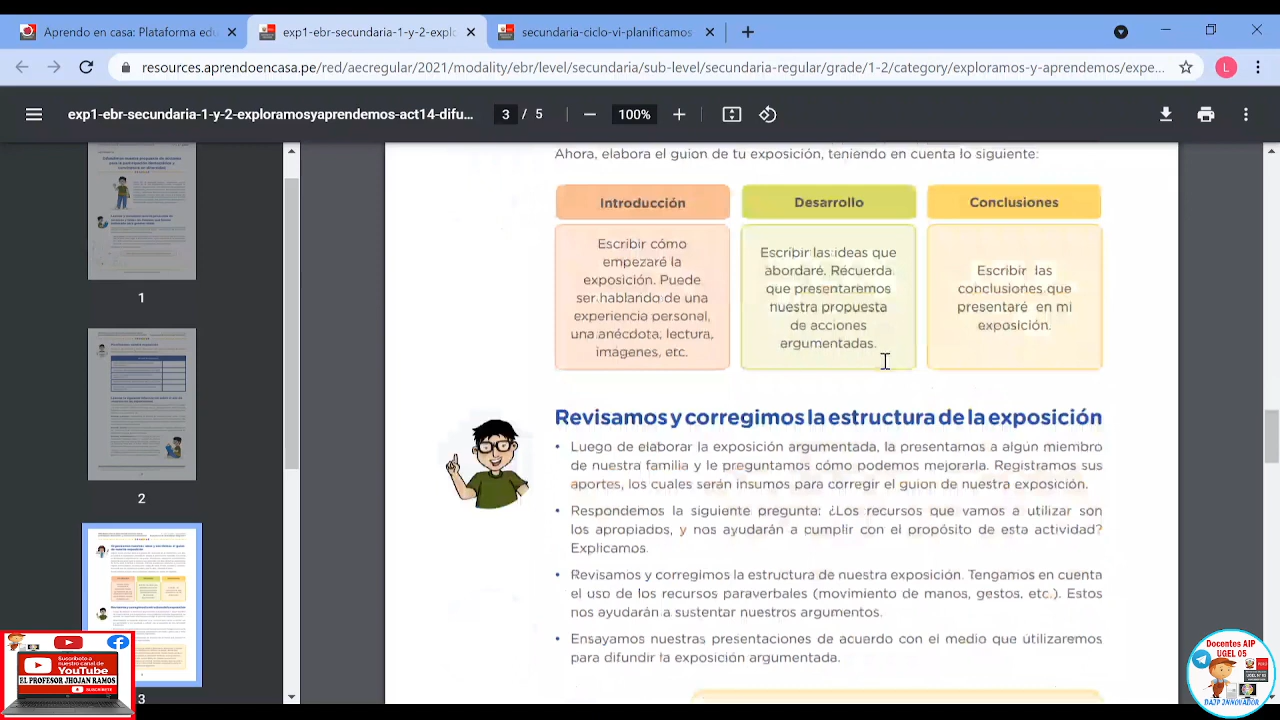 Aprendo en casa: Plataforma edu
exp1-ebr-secundaria-1-y-2-explo
secundaria-ciclo-vi-planificamos
resources.aprendoencasa.pe/red/aecregular/2021/modality/ebr/level/secundaria/sub-level/secundaria-regular/grade/1-2/category/exploramos-y-aprendemos/expe...
L
exp1-ebr-secundaria-1-y-2-exploramosyaprendemos-act14-difu...
3 / 5
100%
Ahora, elabora el guion de tu exposición, teniendo en cuenta lo siguiente:
Introducción
Escribir cómo
empezaré la
exposición. Puede
ser hablando de una
experiencia personal,
una anécdota, lectura,
imágenes, etc.
Desarrollo
Escribir las ideas que
abordaré. Recuerda
que presentaremos
nuestra propuesta
de acciones
argumentadas.
Conclusiones
Escribir las
conclusiones que
presentaré en mi
exposición.
Revisamos y corregimos la estructura de la exposición
• Luego de elaborar la exposición argumentada, la presentamos a algún miembro
de nuestra familia y le preguntamos cómo podemos mejorarla. Registramos sus
aportes, los cuales serán insumos para corregir el guion de nuestra exposición.
• Respondemos la siguiente pregunta: ¿Los recursos que vamos a utilizar son
los apropiados, y nos ayudarán a cumplir con el propósito de esta actividad?
Explicamos.
• Revisamos y corregimos la estructura de nuestra exposición. Tengamos en cuenta
el uso de los recursos paraverbales (movimiento de manos, gestos, etc.). Estos
nos ayudarán a sustentar nuestros argumentos.
• Ensayamos nuestras presentaciones de acuerdo con el medio que utilizaremos
para difundir la exposición argumentada.
1
2
3
Suscríbete a
nuestro canal de
YouTube
EL PROFESOR JHOJAN RAMOS
SUSCRÍBETE
Docentes AIP
UGEL 05
DAIP INNOVADOR